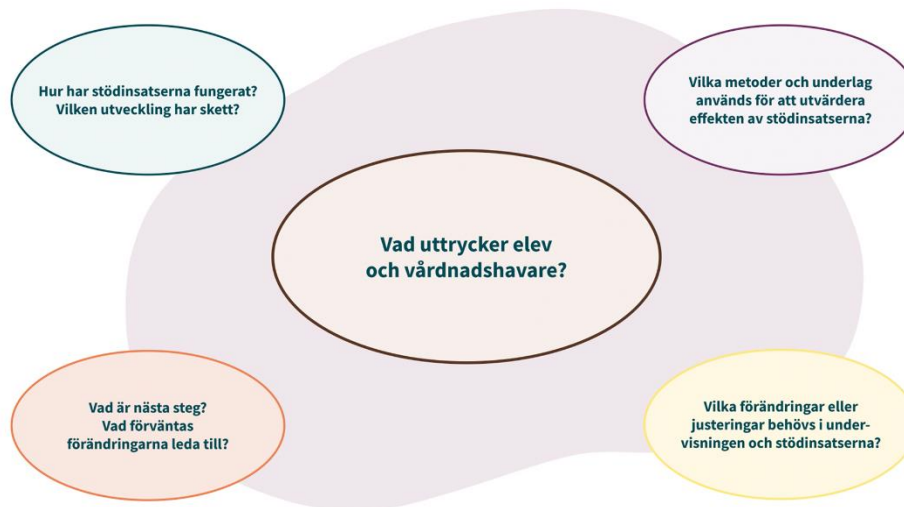 Hur har stödinsatserna fungerat?
Vilken utveckling har skett?
Vilka metoder och underlag
används för att utvärdera
effekten av stödinsatserna?
Vad uttrycker elev
och vårdnadshavare?
Vad är nästa steg?
Vad förväntas
förändringarna leda till?
Vilka förändringar eller
justeringar behövs i under-
visningen och stödinsatserna?